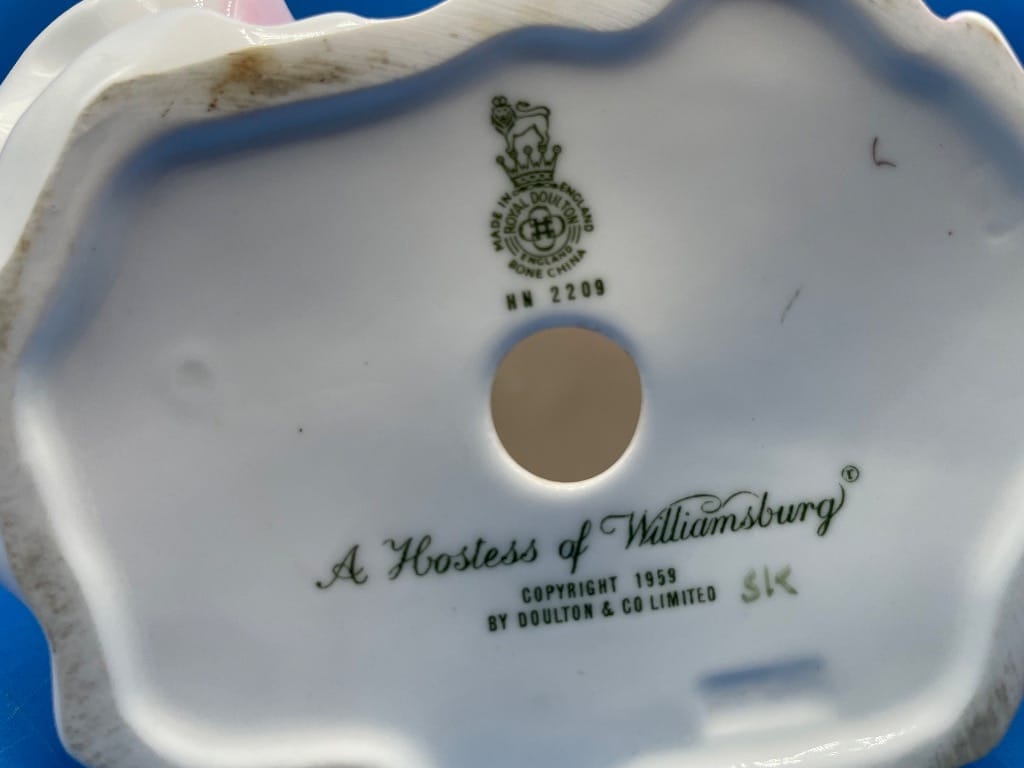 MADE IN ENGLAND
ROYAL DOULTON
ENGLAND
BONE CHINA
HN 2209
A Hostess of Williamsburg®
COPYRIGHT 1959
BY DOULTON & CO LIMITED
SK